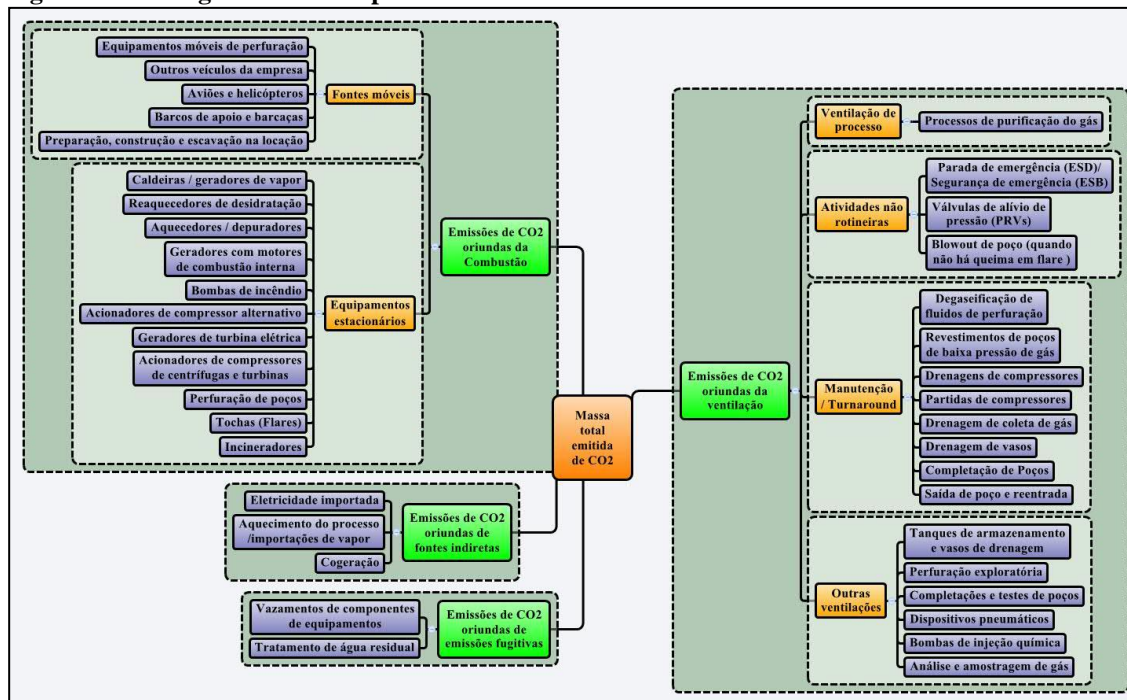 Equipamentos móveis de perfuração
Outros veículos da empresa
Aviões e helicópteros
Barcos de apoio e barcaças
Preparação, construção e escavação na locação
Fontes móveis
Caldeiras / geradores de vapor
Reaquecedores de desidratação
Aquecedores / depuradores
Geradores com motores
de combustão interna
Bombas de incêndio
Acionadores de compressor alternativo
Geradores de turbina elétrica
Acionadores de compressores
de centrífugas e turbinas
Perfuração de poços
Tochas (Flares)
Incineradores
Equipamentos
estacionários
Emissões de CO2
oriundas da
Combustão
Eletricidade importada
Aquecimento do processo
/importações de vapor
Cogeração
Emissões de CO2
oriundas de
fontes indiretas
Vazamentos de componentes
de equipamentos
Tratamento de água residual
Emissões de CO2
oriundas de
emissões fugitivas
Massa
total
emitida
de CO2
Emissões de CO2
oriundas da
ventilação
Ventilação de
processo
Processos de purificação do gás
Atividades não
rotineiras
Parada de emergência (ESD)/
Segurança de emergência (ESB)
Válvulas de alívio de
pressão (PRVs)
Blowout de poço (quando
não há queima em flare )
Manutenção
/ Turnaround
Degaseificação de
fluidos de perfuração
Revestimentos de poços
de baixa pressão de gás
Drenagens de compressores
Partidas de compressores
Drenagem de coleta de gás
Drenagem de vasos
Completação de Poços
Saída de poço e reentrada
Outras
ventilações
Tanques de armazenamento
e vasos de drenagem
Perfuração exploratória
Completações e testes de poços
Dispositivos pneumáticos
Bombas de injeção química
Análise e amostragem de gás